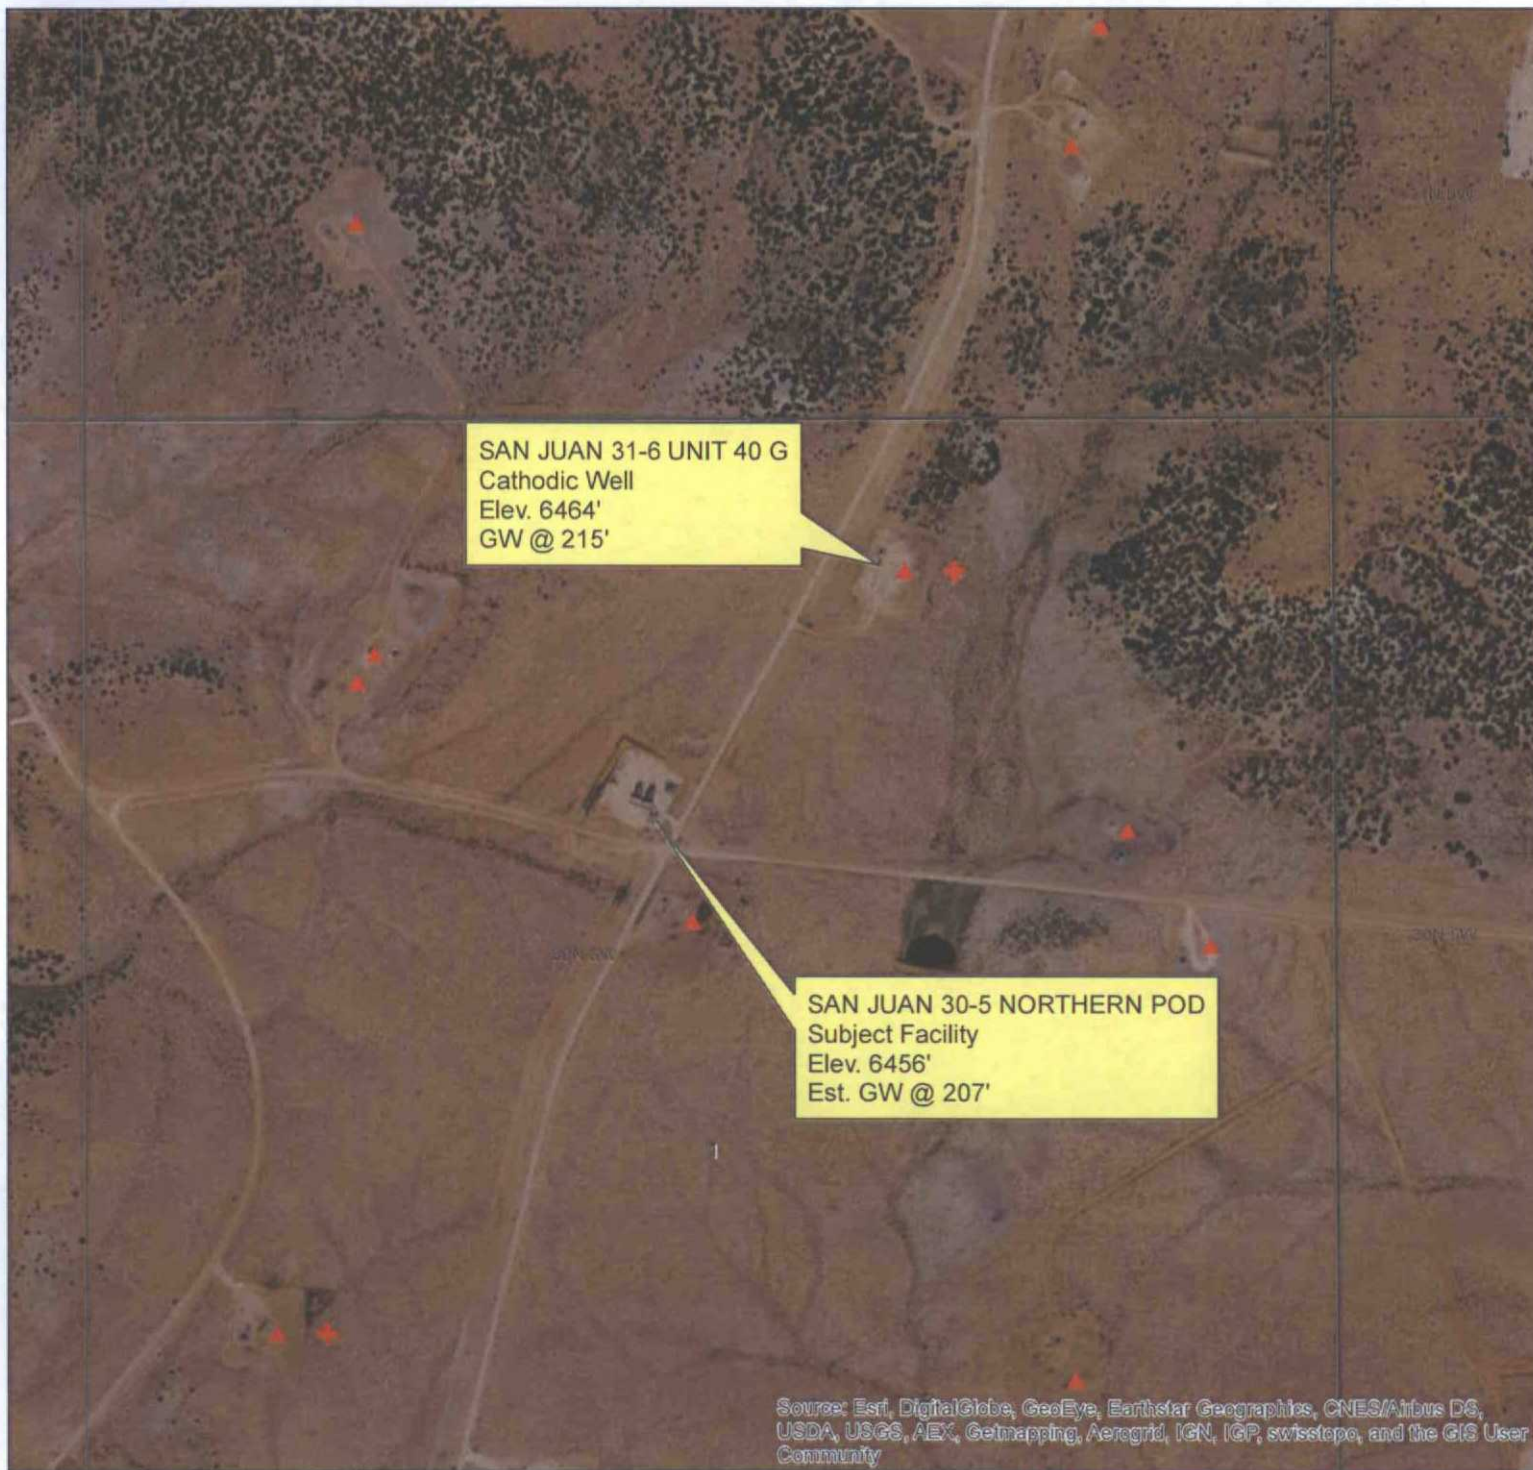 SAN JUAN 31-6 UNIT 40 G
Cathodic Well
Elev. 6464'
GW @ 215'
SAN JUAN 30-5 NORTHERN POD
Subject Facility
Elev. 6456'
Est. GW @ 207'
1
Source: Esri, DigitalGlobe, GeoEye, Earthstar Geographics, CNES/Airbus DS,
USDA, USGS, AEX, Getmapping, Aerogrid, IGN, IGP, swisstopo, and the GIS User
Community